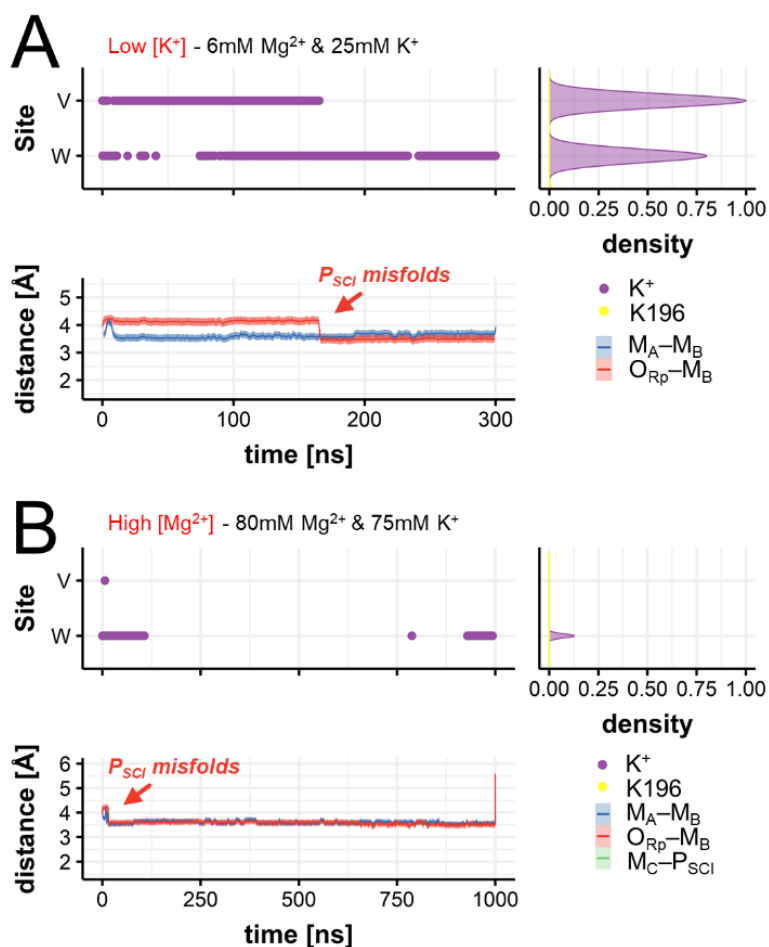 A
Low [K⁺] - 6mM Mg²⁺ & 25mM K⁺
Site
V
W
0.00 0.25 0.50 0.75 1.00
density
K⁺
K196
M_A–M_B
O_Rp–M_B
distance [Å]
5
4
3
2
P_SCI misfolds
0 100 200 300
time [ns]
B
High [Mg²⁺] - 80mM Mg²⁺ & 75mM K⁺
Site
V
W
0.00 0.25 0.50 0.75 1.00
density
K⁺
K196
M_A–M_B
O_Rp–M_B
M_C–P_SCI
distance [Å]
6
5
4
3
2
P_SCI misfolds
0 250 500 750 1000
time [ns]